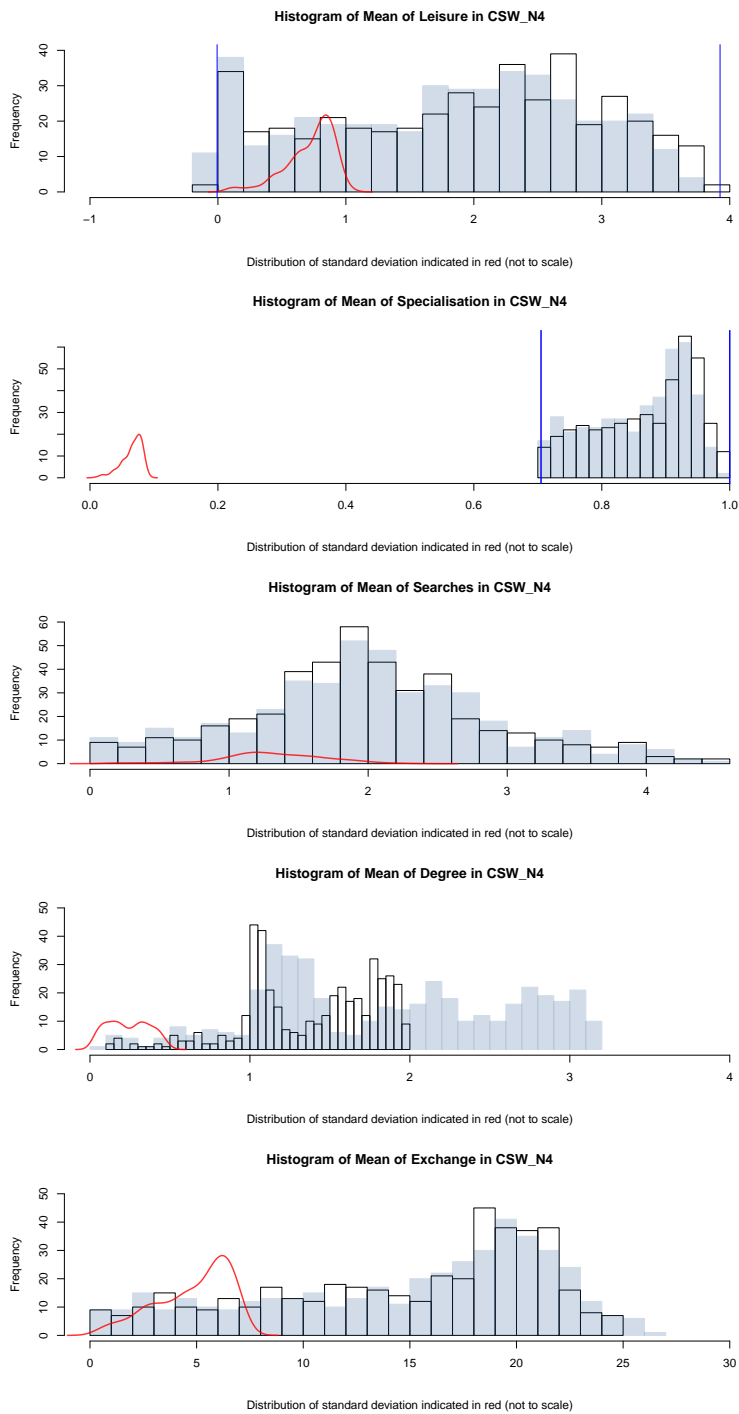 Histogram of Mean of Leisure in CSW_N4
Frequency
0 10 20 30 40
−1 0 1 2 3 4
Distribution of standard deviation indicated in red (not to scale)
Histogram of Mean of Specialisation in CSW_N4
Frequency
0 10 30 50
0.0 0.2 0.4 0.6 0.8 1.0
Distribution of standard deviation indicated in red (not to scale)
Histogram of Mean of Searches in CSW_N4
Frequency
0 10 20 30 40 50 60
0 1 2 3 4
Distribution of standard deviation indicated in red (not to scale)
Histogram of Mean of Degree in CSW_N4
Frequency
0 10 20 30 40 50
0 1 2 3 4
Distribution of standard deviation indicated in red (not to scale)
Histogram of Mean of Exchange in CSW_N4
Frequency
0 10 20 30 40 50
0 5 10 15 20 25 30
Distribution of standard deviation indicated in red (not to scale)